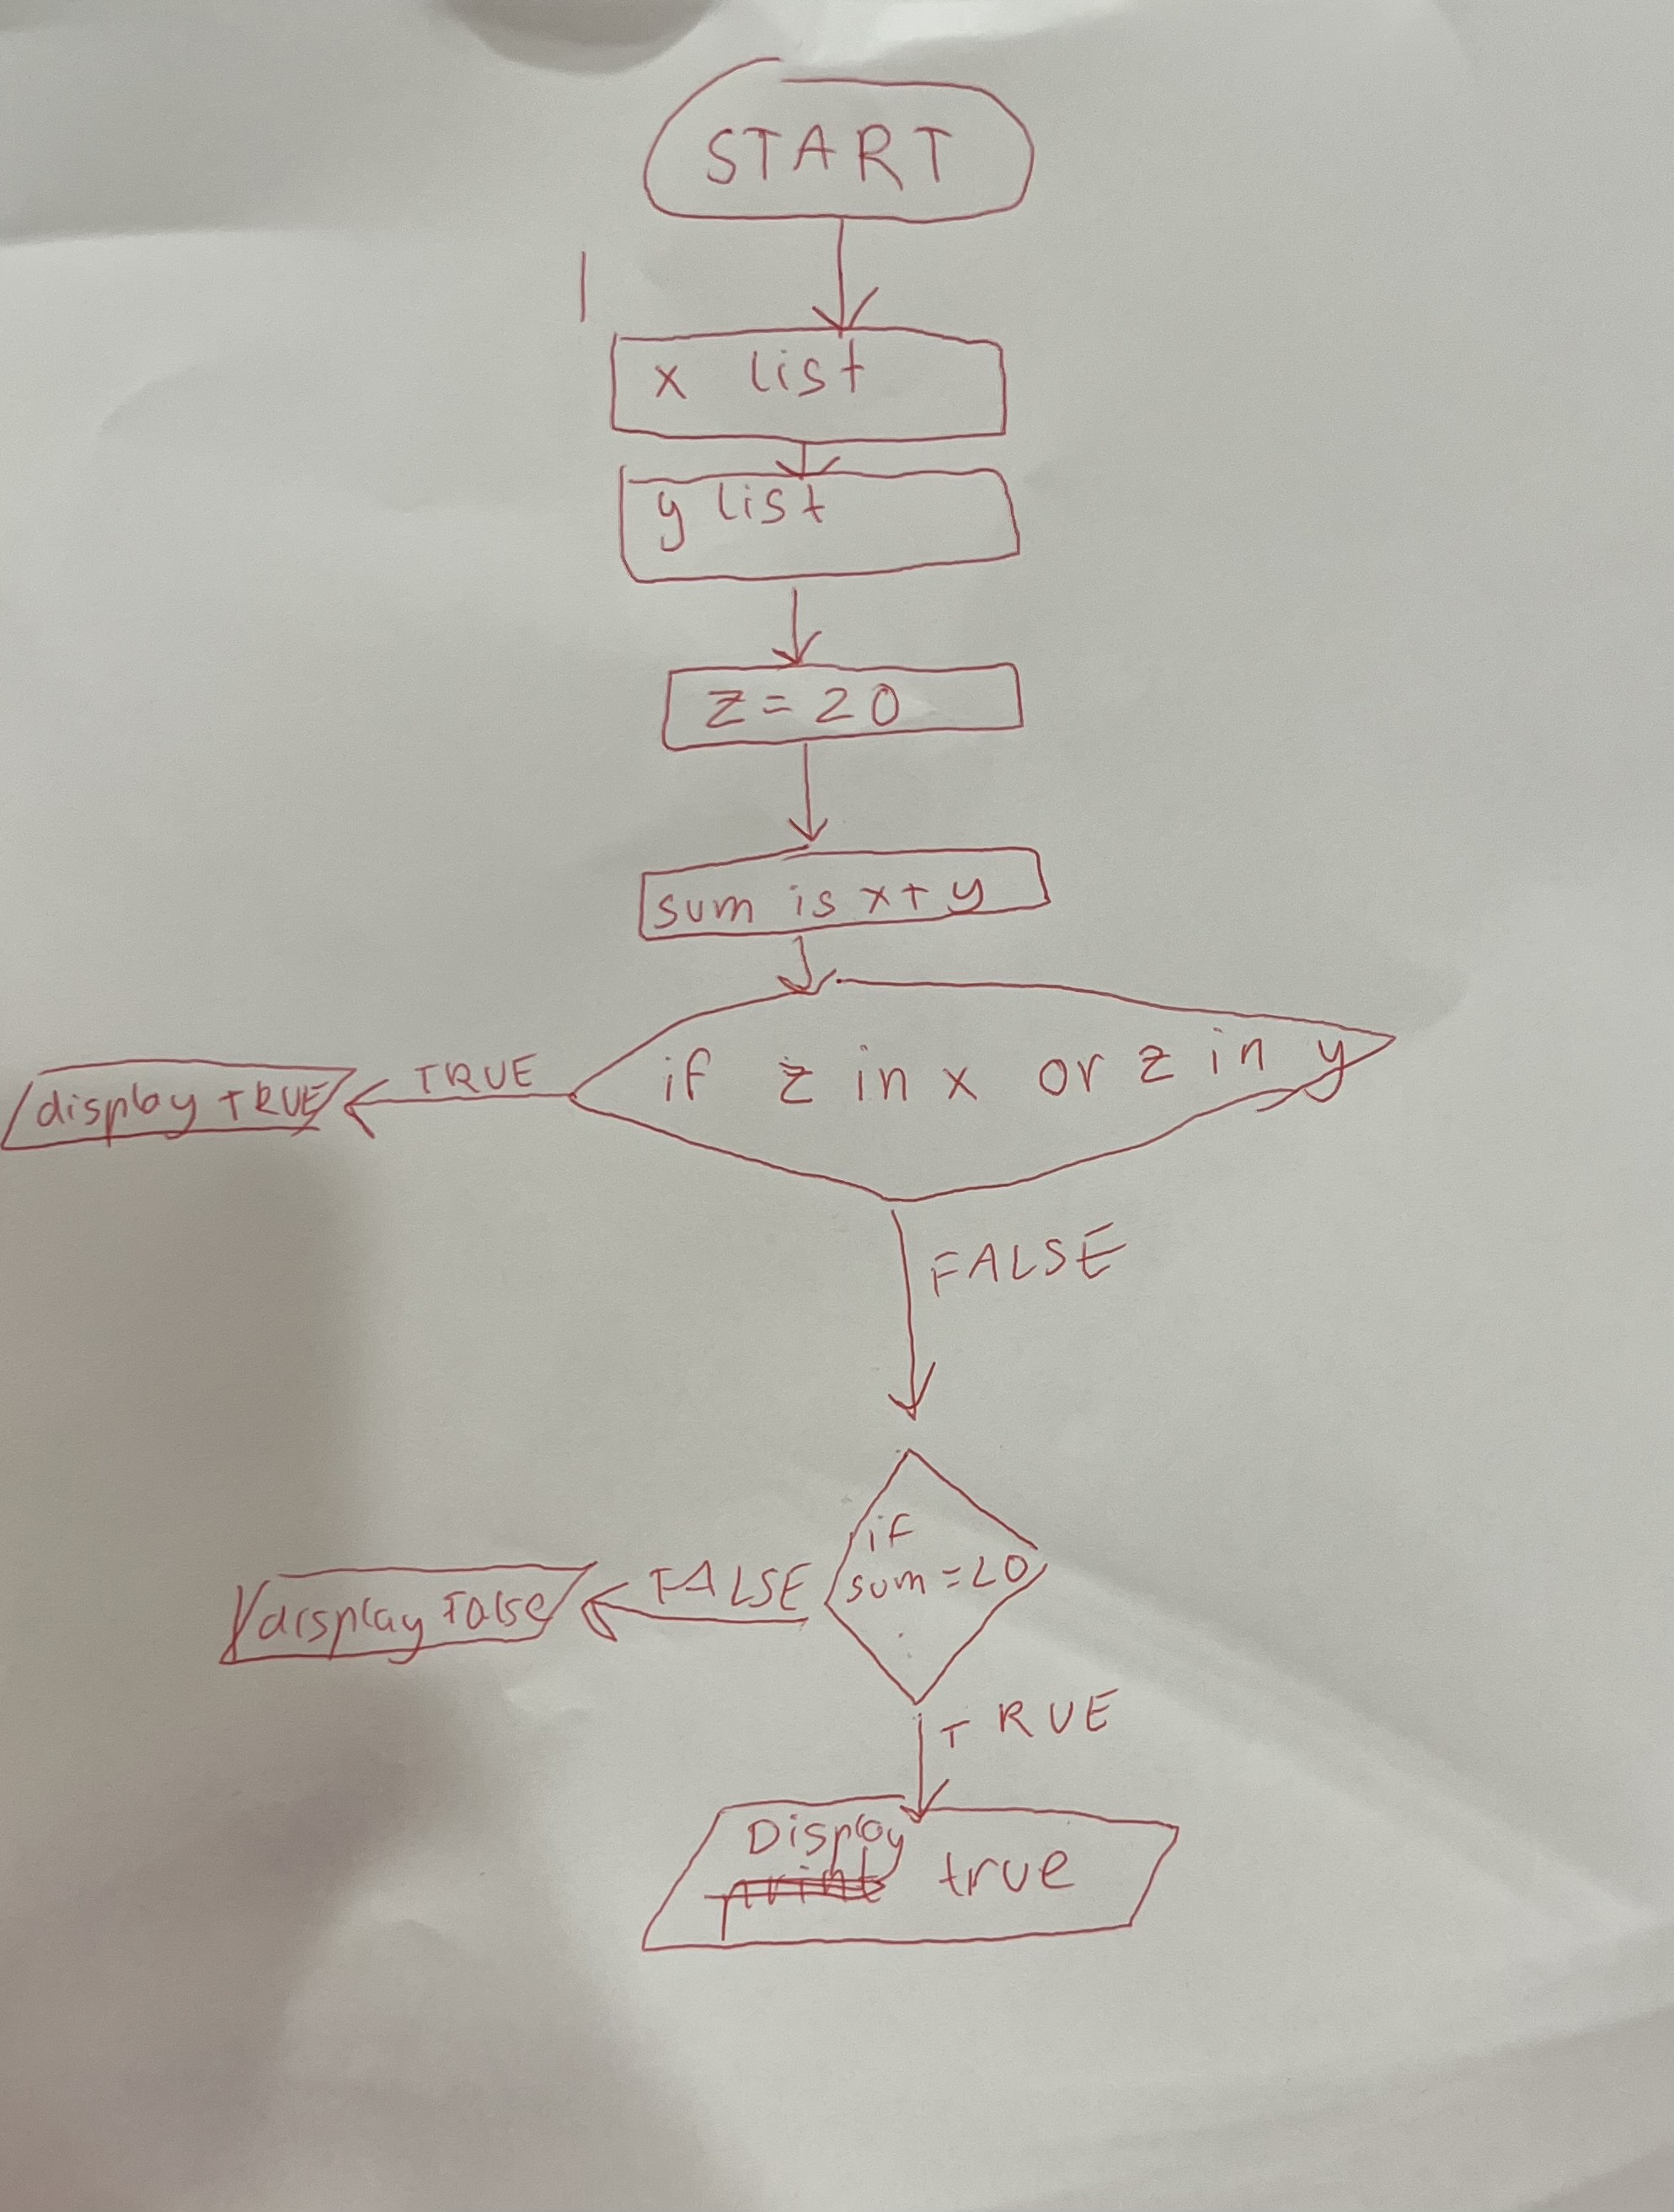 START
x list
y list
z = 20
sum is x + y
if z in x or z in y
TRUE
display TRUE
FALSE
if
sum = 20
FALSE
display False
TRUE
Display
print true